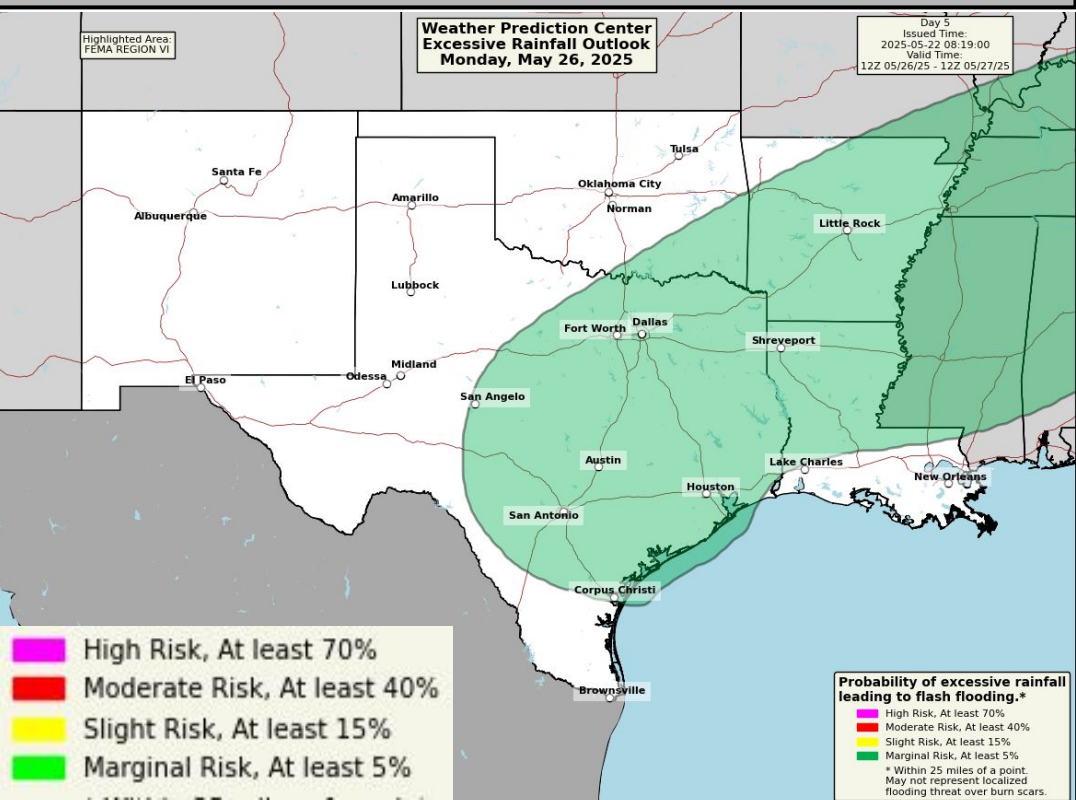 Highlighted Area:
FEMA REGION VI
Weather Prediction Center
Excessive Rainfall Outlook
Monday, May 26, 2025
Day 5
Issued Time:
2025-05-22 08:19:00
Valid Time:
12Z 05/26/25 - 12Z 05/27/25
Tulsa
Santa Fe
Oklahoma City
Amarillo
Norman
Albuquerque
Little Rock
Lubbock
Fort Worth
Dallas
Shreveport
Midland
Odessa
El Paso
San Angelo
Austin
Lake Charles
New Orleans
Houston
San Antonio
Corpus Christi
Brownsville
High Risk, At least 70%
Moderate Risk, At least 40%
Slight Risk, At least 15%
Marginal Risk, At least 5%
Probability of excessive rainfall
leading to flash flooding.*
High Risk, At least 70%
Moderate Risk, At least 40%
Slight Risk, At least 15%
Marginal Risk, At least 5%
* Within 25 miles of a point.
May not represent localized
flooding threat over burn scars.